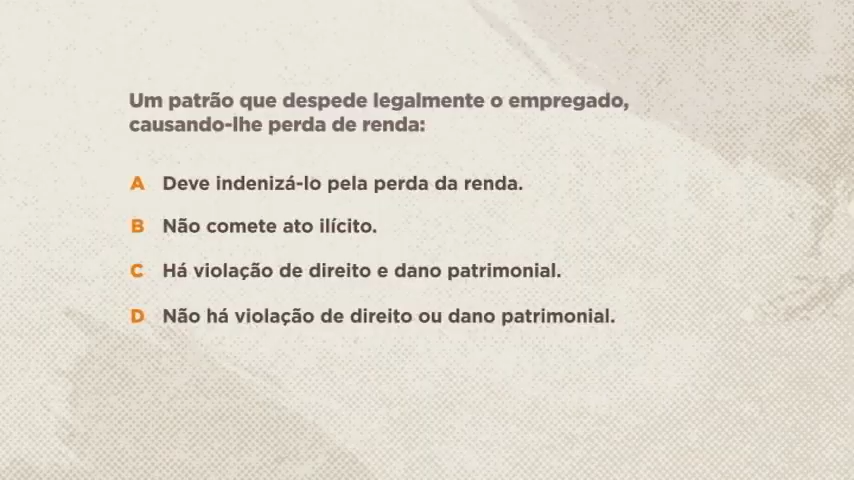 Um patrão que despede legalmente o empregado,
causando-lhe perda de renda:
A Deve indenizá-lo pela perda da renda.
B Não comete ato ilícito.
C Há violação de direito e dano patrimonial.
D Não há violação de direito ou dano patrimonial.